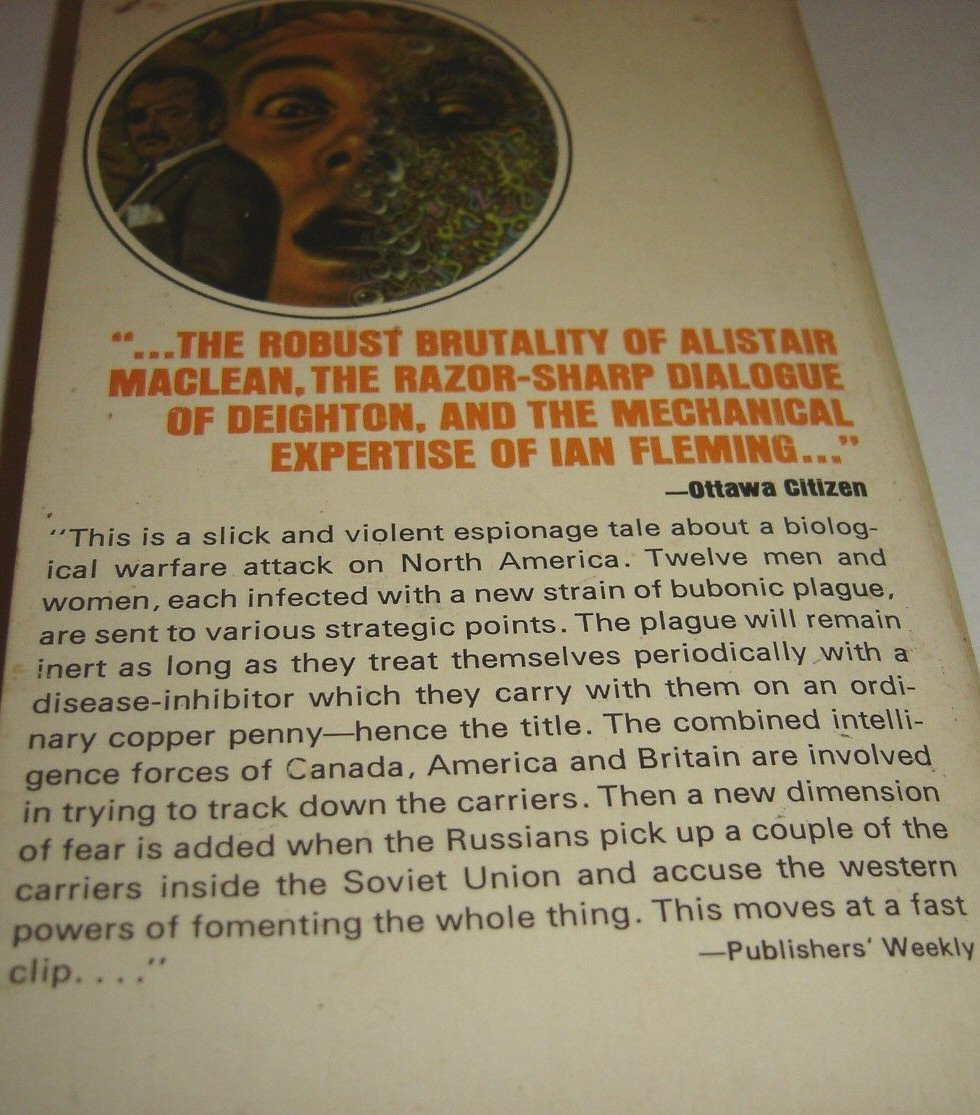 "...THE ROBUST BRUTALITY OF ALISTAIR
MACLEAN, THE RAZOR-SHARP DIALOGUE
OF DEIGHTON, AND THE MECHANICAL
EXPERTISE OF IAN FLEMING..."
—Ottawa Citizen
"This is a slick and violent espionage tale about a biolog-
ical warfare attack on North America. Twelve men and
women, each infected with a new strain of bubonic plague,
are sent to various strategic points. The plague will remain
inert as long as they treat themselves periodically with a
disease-inhibitor which they carry with them on an ordi-
nary copper penny—hence the title. The combined intelli-
gence forces of Canada, America and Britain are involved
in trying to track down the carriers. Then a new dimension
of fear is added when the Russians pick up a couple of the
carriers inside the Soviet Union and accuse the western
powers of fomenting the whole thing. This moves at a fast
clip. . . ."
—Publishers' Weekly